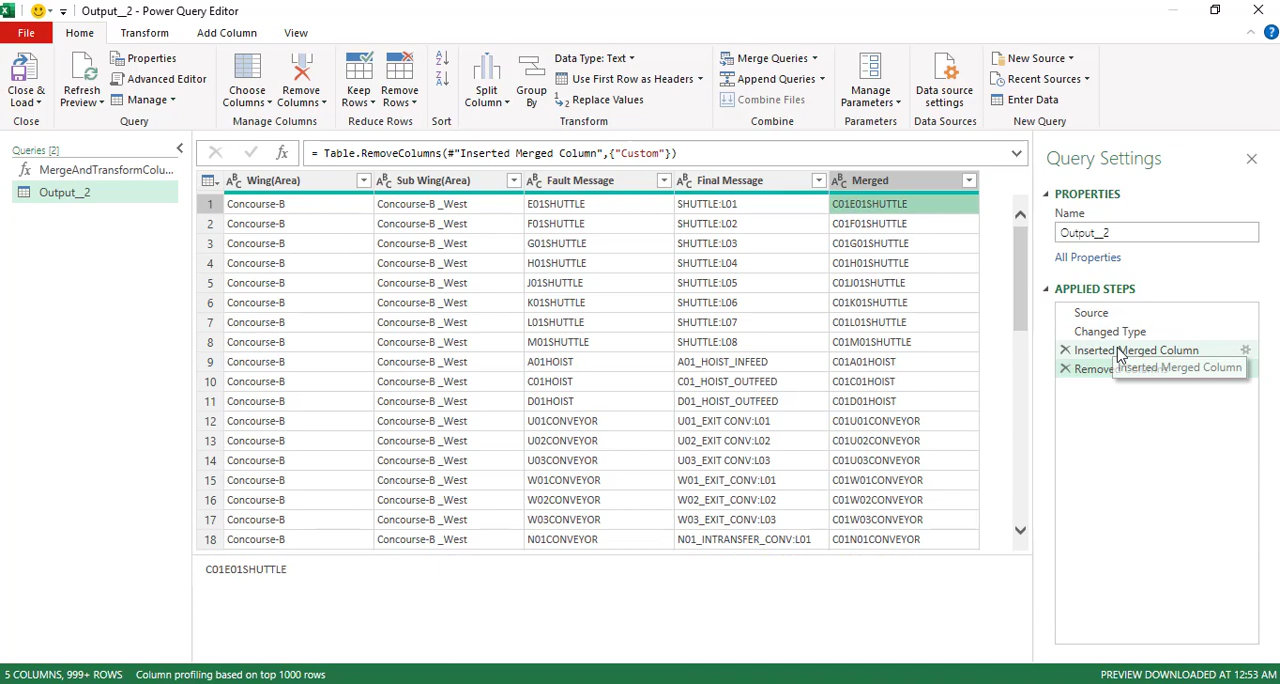 Output__2 - Power Query Editor
File Home Transform Add Column View
Close & Load
Close
Refresh Preview
Properties
Advanced Editor
Manage
Query
Choose Columns
Remove Columns
Manage Columns
Keep Rows
Remove Rows
Reduce Rows
Sort
Split Column
Group By
Data Type: Text
Use First Row as Headers
Replace Values
Transform
Merge Queries
Append Queries
Combine Files
Combine
Manage Parameters
Parameters
Data source settings
Data Sources
New Source
Recent Sources
Enter Data
New Query
Queries [2]
MergeAndTransformColu...
Output__2
= Table.RemoveColumns(#"Inserted Merged Column",{"Custom"})
Wing(Area) Sub Wing(Area) Fault Message Final Message Merged
1 Concourse-B Concourse-B _West E01SHUTTLE SHUTTLE:L01 C01E01SHUTTLE
2 Concourse-B Concourse-B _West F01SHUTTLE SHUTTLE:L02 C01F01SHUTTLE
3 Concourse-B Concourse-B _West G01SHUTTLE SHUTTLE:L03 C01G01SHUTTLE
4 Concourse-B Concourse-B _West H01SHUTTLE SHUTTLE:L04 C01H01SHUTTLE
5 Concourse-B Concourse-B _West J01SHUTTLE SHUTTLE:L05 C01J01SHUTTLE
6 Concourse-B Concourse-B _West K01SHUTTLE SHUTTLE:L06 C01K01SHUTTLE
7 Concourse-B Concourse-B _West L01SHUTTLE SHUTTLE:L07 C01L01SHUTTLE
8 Concourse-B Concourse-B _West M01SHUTTLE SHUTTLE:L08 C01M01SHUTTLE
9 Concourse-B Concourse-B _West A01HOIST A01_HOIST_INFEED C01A01HOIST
10 Concourse-B Concourse-B _West C01HOIST C01_HOIST_OUTFEED C01C01HOIST
11 Concourse-B Concourse-B _West D01HOIST D01_HOIST_OUTFEED C01D01HOIST
12 Concourse-B Concourse-B _West U01CONVEYOR U01_EXIT CONV:L01 C01U01CONVEYOR
13 Concourse-B Concourse-B _West U02CONVEYOR U02_EXIT CONV:L02 C01U02CONVEYOR
14 Concourse-B Concourse-B _West U03CONVEYOR U03_EXIT CONV:L03 C01U03CONVEYOR
15 Concourse-B Concourse-B _West W01CONVEYOR W01_EXIT_CONV:L01 C01W01CONVEYOR
16 Concourse-B Concourse-B _West W02CONVEYOR W02_EXIT_CONV:L02 C01W02CONVEYOR
17 Concourse-B Concourse-B _West W03CONVEYOR W03_EXIT_CONV:L03 C01W03CONVEYOR
18 Concourse-B Concourse-B _West N01CONVEYOR N01_INTRANSFER_CONV:L01 C01N01CONVEYOR
C01E01SHUTTLE
Query Settings
PROPERTIES
Name
Output__2
All Properties
APPLIED STEPS
Source
Changed Type
Inserted Merged Column
Inserted Merged Column
5 COLUMNS, 999+ ROWS Column profiling based on top 1000 rows PREVIEW DOWNLOADED AT 12:53 AM